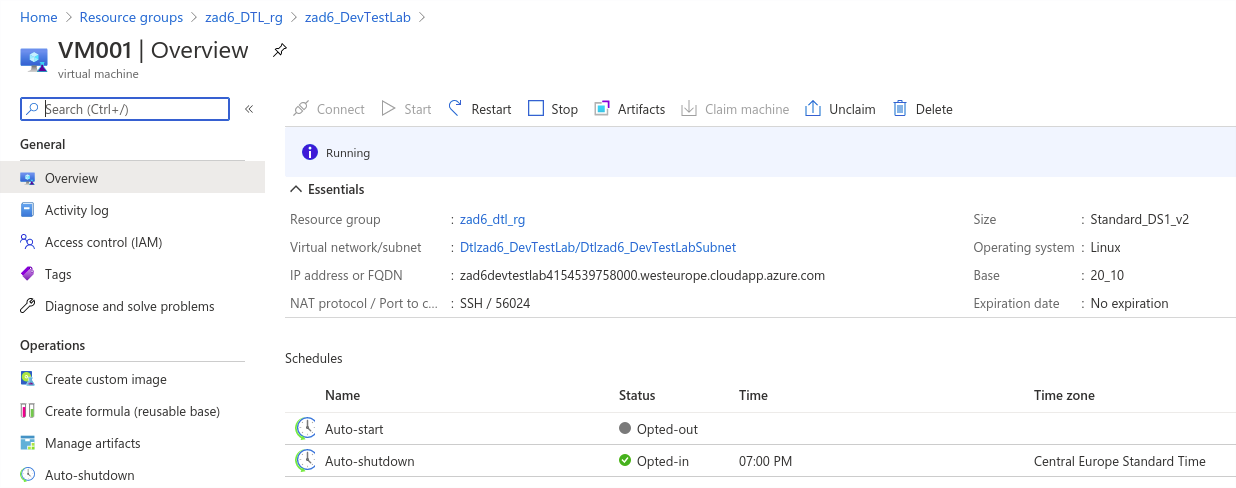 Home > Resource groups > zad6_DTL_rg > zad6_DevTestLab >
VM001 | Overview
virtual machine
Search (Ctrl+/)
«
Connect Start Restart Stop Artifacts Claim machine Unclaim Delete
General
Overview
Activity log
Access control (IAM)
Tags
Diagnose and solve problems
Operations
Create custom image
Create formula (reusable base)
Manage artifacts
Auto-shutdown
Running
Essentials
Resource group : zad6_dtl_rg
Virtual network/subnet : Dtlzad6_DevTestLab/Dtlzad6_DevTestLabSubnet
IP address or FQDN : zad6devtestlab4154539758000.westeurope.cloudapp.azure.com
NAT protocol / Port to c... : SSH / 56024
Size : Standard_DS1_v2
Operating system : Linux
Base : 20_10
Expiration date : No expiration
Schedules
Name Status Time Time zone
Auto-start Opted-out
Auto-shutdown Opted-in 07:00 PM Central Europe Standard Time